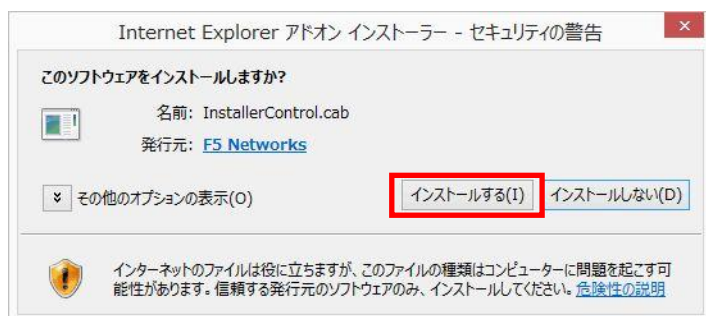 Internet Explorer アドオン インストーラー - セキュリティの警告
このソフトウェアをインストールしますか?
名前: InstallerControl.cab
発行元: F5 Networks
その他のオプションの表示(O)
インストールする(I)
インストールしない(D)
インターネットのファイルは役に立ちますが、このファイルの種類はコンピューターに問題を起こす可
能性があります。信頼する発行元のソフトウェアのみ、インストールしてください。危険性の説明